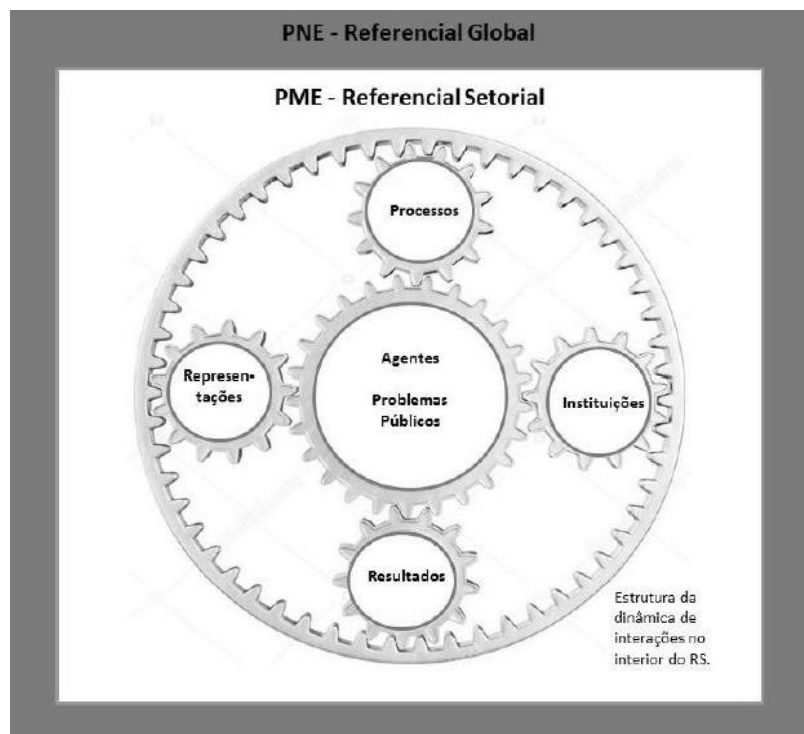 PNE - Referencial Global
PME - Referencial Setorial
Processos
Represen-
tações
Agentes
Problemas
Públicos
Instituições
Resultados
Estrutura da
dinâmica de
interações no
interior do RS.